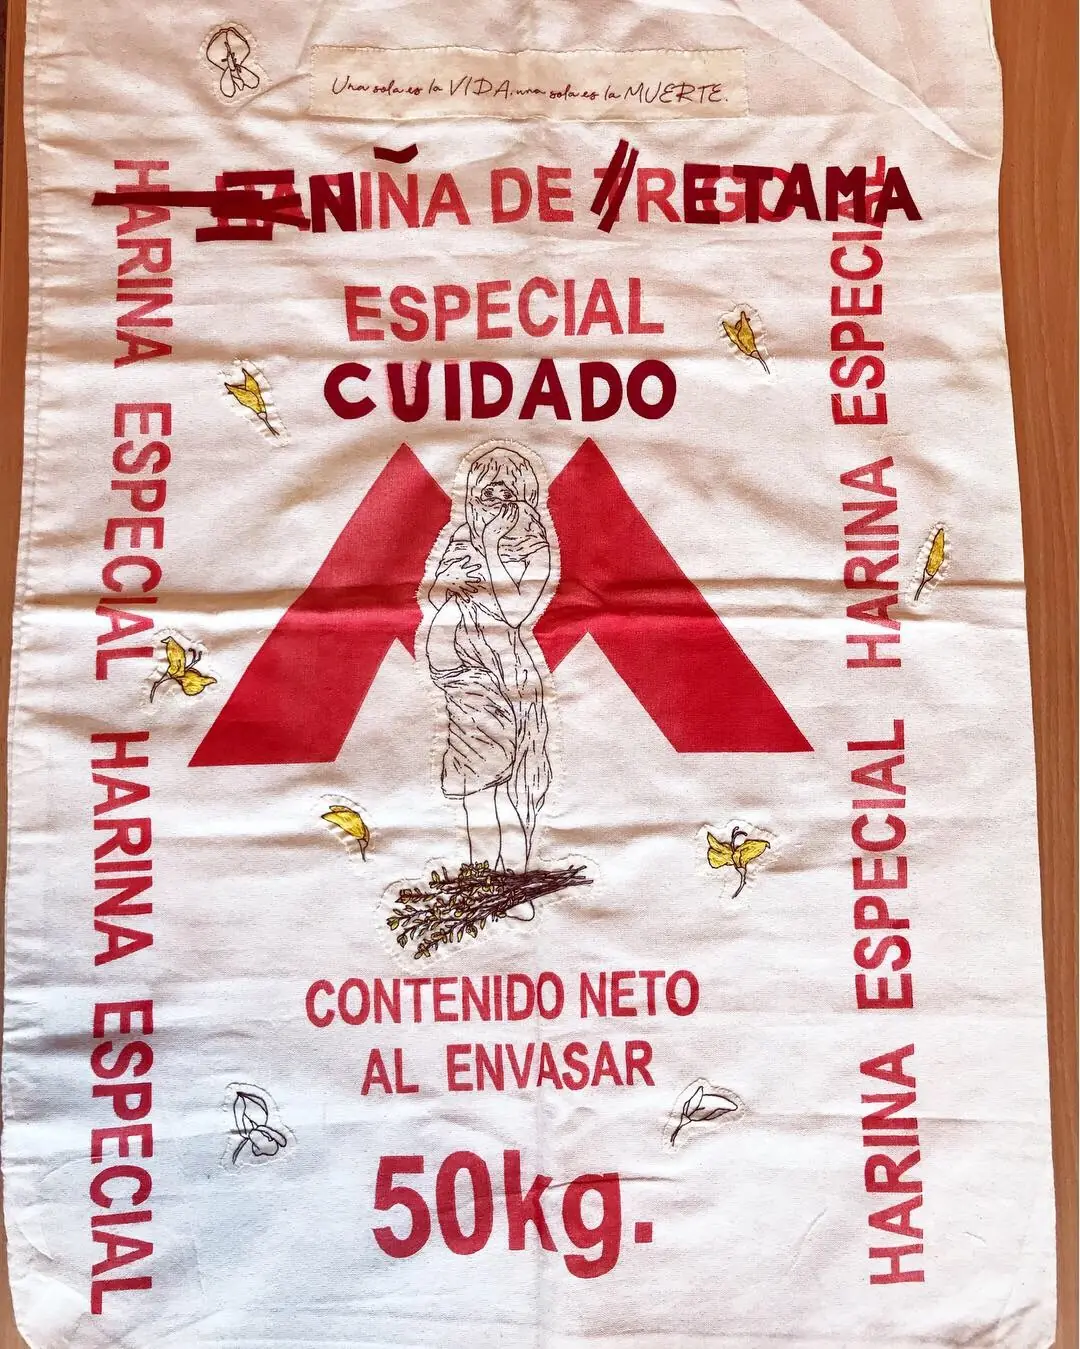 Una sola es la VIDA, una sola es la MUERTE.
NIÑA DE RETAMA
ESPECIAL
CUIDADO
CONTENIDO NETO
AL ENVASAR
50kg.
HARINA ESPECIAL HARINA ESPECIAL
HARINA ESPECIAL HARINA ESPECIAL